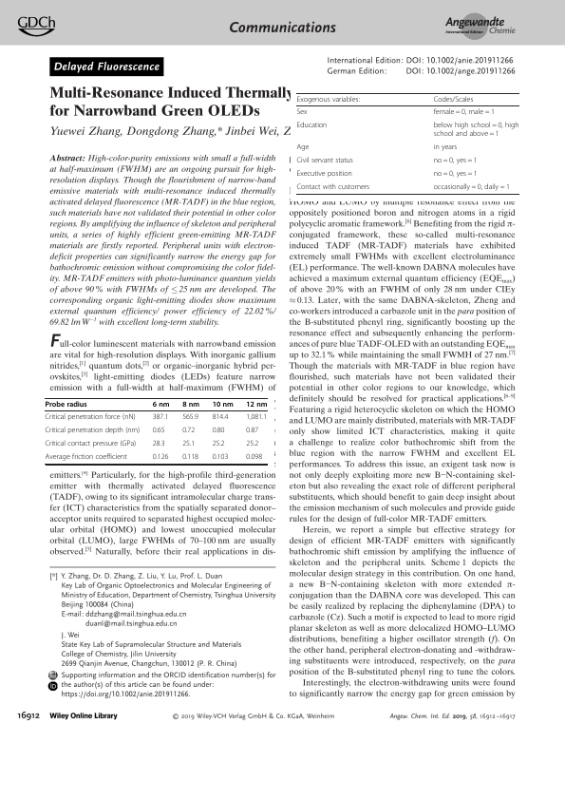 GDCh
Communications
Angewandte
International Edition
Chemie
Delayed Fluorescence
International Edition: DOI: 10.1002/anie.201911266
German Edition: DOI: 10.1002/ange.201911266
Multi-Resonance Induced Thermally
for Narrowband Green OLEDs
Yuewei Zhang, Dongdong Zhang,* Jinbei Wei, Z
Abstract: High-color-purity emissions with small a full-width
at half-maximum (FWHM) are an ongoing pursuit for high-
resolution displays. Though the flourishment of narrow-band
emissive materials with multi-resonance induced thermally
activated delayed fluorescence (MR-TADF) in the blue region,
such materials have not validated their potential in other color
regions. By amplifying the influence of skeleton and peripheral
units, a series of highly efficient green-emitting MR-TADF
materials are firstly reported. Peripheral units with electron-
deficit properties can significantly narrow the energy gap for
bathochromic emission without compromising the color fidel-
ity. MR-TADF emitters with photo-luminance quantum yields
of above 90 % with FWHMs of ≤ 25 nm are developed. The
corresponding organic light-emitting diodes show maximum
external quantum efficiency/ power efficiency of 22.02 %/
69.82 lm W−1 with excellent long-term stability.
Full-color luminescent materials with narrowband emission
are vital for high-resolution displays. With inorganic gallium
nitrides,[1] quantum dots,[2] or organic–inorganic hybrid per-
ovskites,[3] light-emitting diodes (LEDs) feature narrow
emission with a full-width at half-maximum (FWHM) of
Probe radius 6 nm 8 nm 10 nm 12 nm
Critical penetration force (nN) 387.1 565.9 814.4 1,081.1
Critical penetration depth (nm) 0.65 0.72 0.80 0.87
Critical contact pressure (GPa) 28.3 25.1 25.2 25.2
Average friction coefficient 0.126 0.118 0.103 0.098
emitters.[4] Particularly, for the high-profile third-generation
emitter with thermally activated delayed fluorescence
(TADF), owing to its significant intramolecular charge trans-
fer (ICT) characteristics from the spatially separated donor–
acceptor units required to separated highest occupied molec-
ular orbital (HOMO) and lowest unoccupied molecular
orbital (LUMO), large FWHMs of 70–100 nm are usually
observed.[5] Naturally, before their real applications in dis-
[*] Y. Zhang, Dr. D. Zhang, Z. Liu, Y. Lu, Prof. L. Duan
Key Lab of Organic Optoelectronics and Molecular Engineering of
Ministry of Education, Department of Chemistry, Tsinghua University
Beijing 100084 (China)
E-mail: ddzhang@mail.tsinghua.edu.cn
duanl@mail.tsinghua.edu.cn
J. Wei
State Key Lab of Supramolecular Structure and Materials
College of Chemistry, Jilin University
2699 Qianjin Avenue, Changchun, 130012 (P. R. China)
Supporting information and the ORCID identification number(s) for
the author(s) of this article can be found under:
https://doi.org/10.1002/anie.201911266.
Exogenous variables: Codes/Scales
Sex female = 0, male = 1
Education below high school = 0, high
school and above = 1
Age in years
Civil servant status no = 0, yes = 1
Executive position no = 0, yes = 1
Contact with customers occasionally = 0, daily = 1
HOMO and LUMO by multiple resonance effect from the
oppositely positioned boron and nitrogen atoms in a rigid
polycyclic aromatic framework.[6] Benefiting from the rigid π-
conjugated framework, these so-called multi-resonance
induced TADF (MR-TADF) materials have exhibited
extremely small FWHMs with excellent electroluminance
(EL) performance. The well-known DABNA molecules have
achieved a maximum external quantum efficiency (EQEmax)
of above 20 % with an FWHM of only 28 nm under CIEy
≈ 0.13. Later, with the same DABNA-skeleton, Zheng and
co-workers introduced a carbazole unit in the para position of
the B-substituted phenyl ring, significantly boosting up the
resonance effect and subsequently enhancing the perform-
ances of pure blue TADF-OLED with an outstanding EQEmax
up to 32.1 % while maintaining the small FWMH of 27 nm.[7]
Though the materials with MR-TADF in blue region have
flourished, such materials have not been validated their
potential in other color regions to our knowledge, which
definitely should be resolved for practical applications.[8–9]
Featuring a rigid heterocyclic skeleton on which the HOMO
and LUMO are mainly distributed, materials with MR-TADF
only show limited ICT characteristics, making it quite
a challenge to realize color bathochromic shift from the
blue region with the narrow FWHM and excellent EL
performances. To address this issue, an exigent task now is
not only deeply exploiting more new B−N-containing skel-
eton but also revealing the exact role of different peripheral
substituents, which should benefit to gain deep insight about
the emission mechanism of such molecules and provide guide
rules for the design of full-color MR-TADF emitters.
Herein, we report a simple but effective strategy for
design of efficient MR-TADF emitters with significantly
bathochromic shift emission by amplifying the influence of
skeleton and the peripheral units. Scheme 1 depicts the
molecular design strategy in this contribution. On one hand,
a new B−N-containing skeleton with more extended π-
conjugation than the DABNA core was developed. This can
be easily realized by replacing the diphenylamine (DPA) to
carbazole (Cz). Such a motif is expected to lead to more rigid
planar skeleton as well as more delocalized HOMO–LUMO
distributions, benefiting a higher oscillator strength (f). On
the other hand, peripheral electron-donating and -withdraw-
ing substituents were introduced, respectively, on the para
position of the B-substituted phenyl ring to tune the colors.
Interestingly, the electron-withdrawing units were found
to significantly narrow the energy gap for green emission by
16912 Wiley Online Library © 2019 Wiley-VCH Verlag GmbH & Co. KGaA, Weinheim Angew. Chem. Int. Ed. 2019, 58, 16912–16917